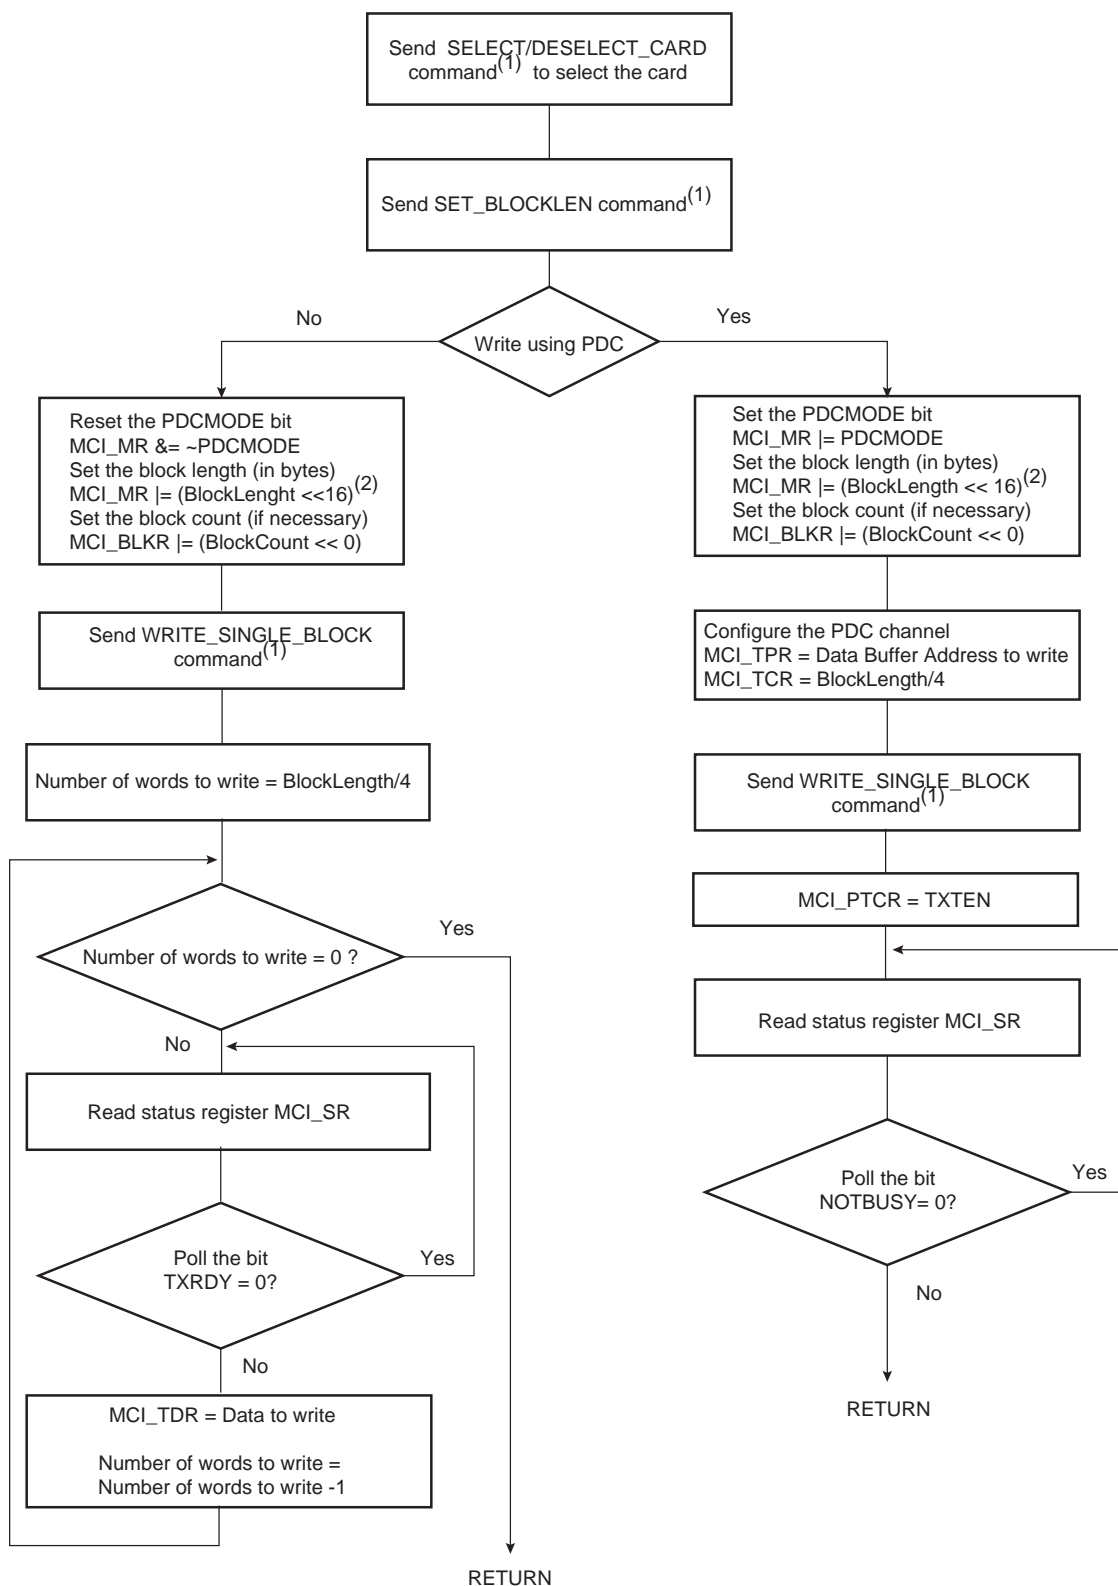 Send SELECT/DESELECT_CARD
command(1) to select the card
Send SET_BLOCKLEN command(1)
Write using PDC
No
Yes
Reset the PDCMODE bit
MCI_MR &= ~PDCMODE
Set the block length (in bytes)
MCI_MR |= (BlockLenght <<16)(2)
Set the block count (if necessary)
MCI_BLKR |= (BlockCount << 0)
Send WRITE_SINGLE_BLOCK
command(1)
Number of words to write = BlockLength/4
Number of words to write = 0 ?
Yes
No
Read status register MCI_SR
Poll the bit
TXRDY = 0?
Yes
No
MCI_TDR = Data to write
Number of words to write =
Number of words to write -1
RETURN
Set the PDCMODE bit
MCI_MR |= PDCMODE
Set the block length (in bytes)
MCI_MR |= (BlockLength << 16)(2)
Set the block count (if necessary)
MCI_BLKR |= (BlockCount << 0)
Configure the PDC channel
MCI_TPR = Data Buffer Address to write
MCI_TCR = BlockLength/4
Send WRITE_SINGLE_BLOCK
command(1)
MCI_PTCR = TXTEN
Read status register MCI_SR
Poll the bit
NOTBUSY= 0?
Yes
No
RETURN